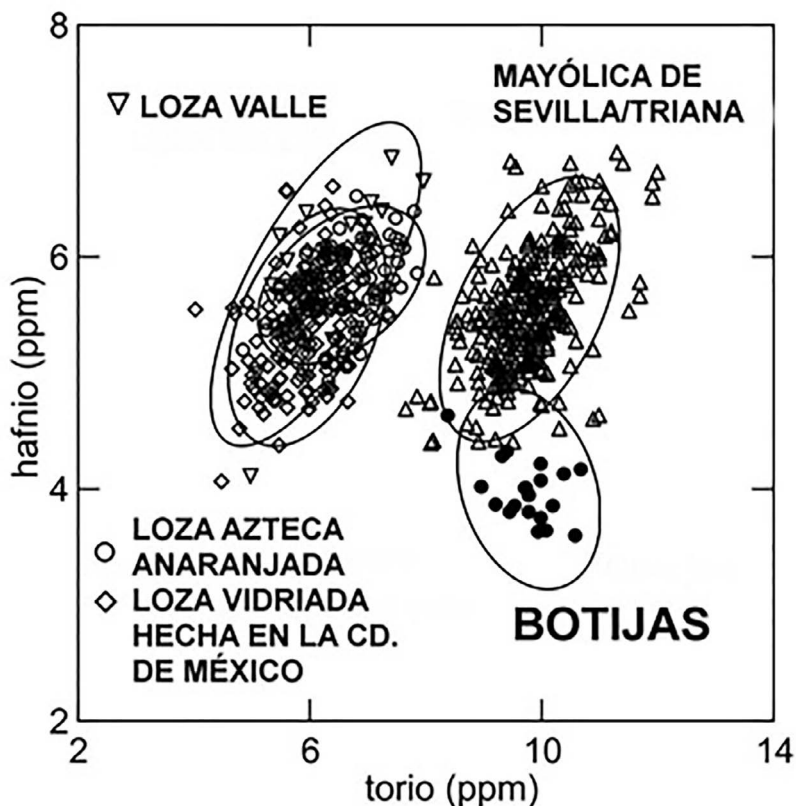 8
MAYÓLICA DE
SEVILLA/TRIANA
LOZA VALLE
6
hafnio (ppm)
4
LOZA AZTECA
ANARANJADA
LOZA VIDRIADA
HECHA EN LA CD.
DE MÉXICO
BOTIJAS
2
2
6
10
14
torio (ppm)